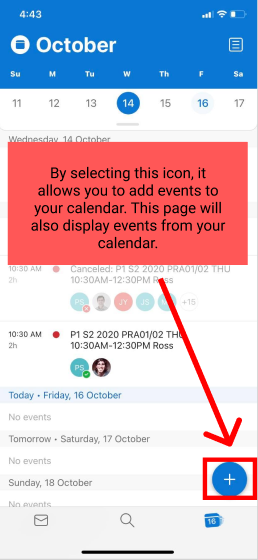 4:43
October
Su M Tu W Th F Sa
11 12 13 14 15 16 17
Wednesday, 14 October
By selecting this icon, it
allows you to add events to
your calendar. This page will
also display events from your
calendar.
10:30 AM Canceled: P1 S2 2020 PRA01/02 THU
2h 10:30AM-12:30PM Ross
PS JY JS +15
10:30 AM P1 S2 2020 PRA01/02 THU
2h 10:30AM-12:30PM Ross
PS
Today • Friday, 16 October
No events
Tomorrow • Saturday, 17 October
No events
Sunday, 18 October
No events
16